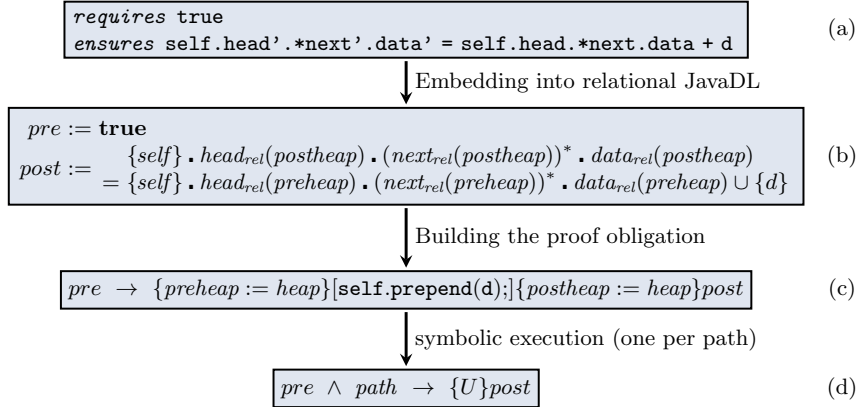 requires true (a)
ensures self.head'.*next'.data' = self.head.*next.data + d
Embedding into relational JavaDL
pre := true
post := {self} . head_rel(postheap) . (next_rel(postheap))* . data_rel(postheap) (b)
= {self} . head_rel(preheap) . (next_rel(preheap))* . data_rel(preheap) ∪ {d}
Building the proof obligation
pre → {preheap := heap}[self.prepend(d);]{postheap := heap}post (c)
symbolic execution (one per path)
pre ∧ path → {U}post (d)